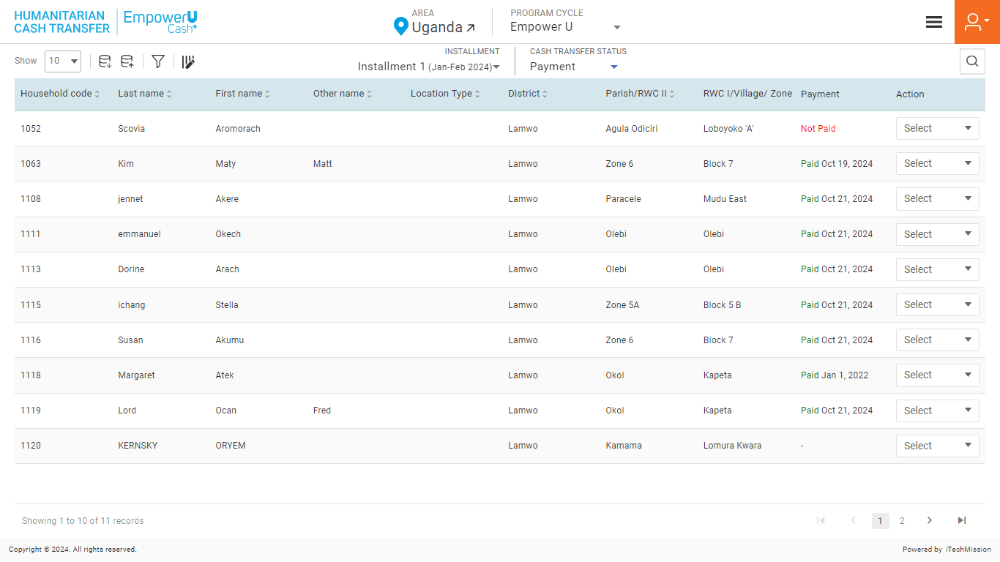 HUMANITARIAN CASH TRANSFER EmpowerU Cash+
AREA
Uganda
PROGRAM CYCLE
Empower U
Show 10
INSTALLMENT
Installment 1 (Jan-Feb 2024)
CASH TRANSFER STATUS
Payment
Household code Last name First name Other name Location Type District Parish/RWC II RWC I/Village/ Zone Payment Action
1052 Scovia Aromorach Lamwo Agula Odiciri Loboyoko 'A' Not Paid Select
1063 Kim Maty Matt Lamwo Zone 6 Block 7 Paid Oct 19, 2024 Select
1108 jennet Akere Lamwo Paracele Mudu East Paid Oct 21, 2024 Select
1111 emmanuel Okech Lamwo Olebi Olebi Paid Oct 21, 2024 Select
1113 Dorine Arach Lamwo Olebi Olebi Paid Oct 21, 2024 Select
1115 ichang Stella Lamwo Zone 5A Block 5 B Paid Oct 21, 2024 Select
1116 Susan Akumu Lamwo Zone 6 Block 7 Paid Oct 21, 2024 Select
1118 Margaret Atek Lamwo Okol Kapeta Paid Jan 1, 2022 Select
1119 Lord Ocan Fred Lamwo Okol Kapeta Paid Oct 21, 2024 Select
1120 KERNSKY ORYEM Lamwo Kamama Lomura Kwara - Select
Showing 1 to 10 of 11 records 1 2
Copyright © 2024. All rights reserved. Powered by iTechMission